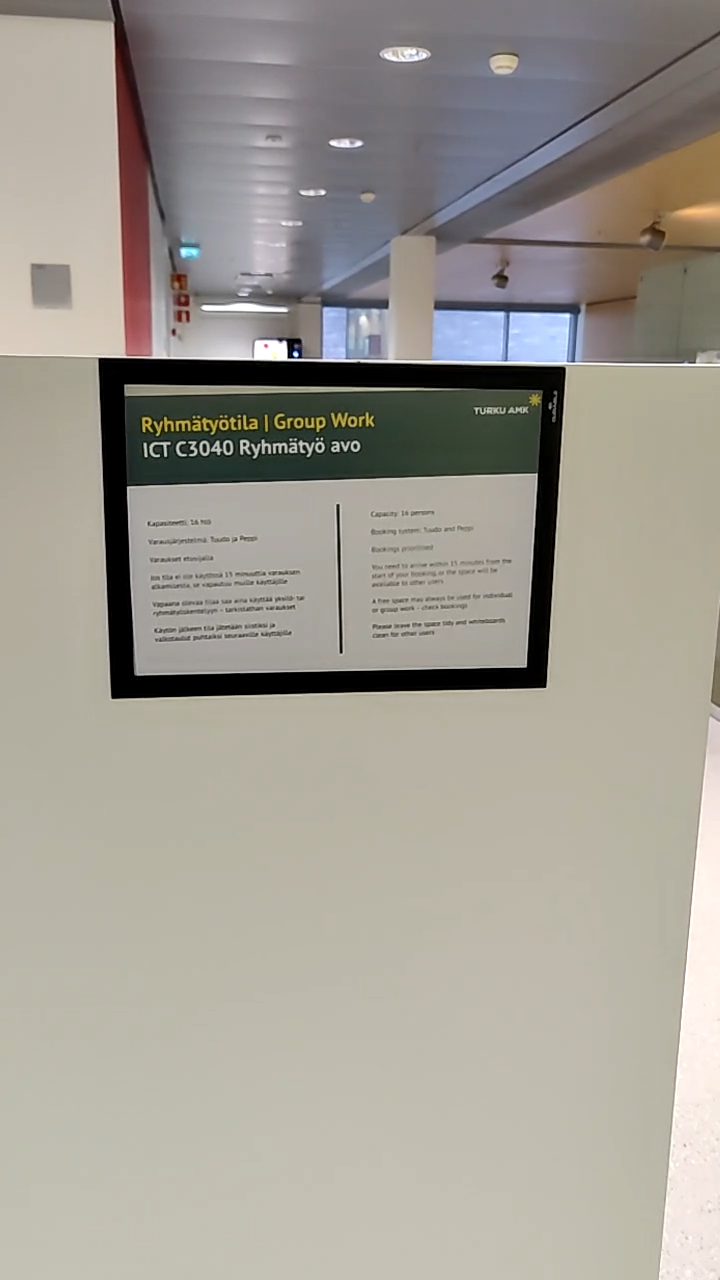 Ryhmätyötila | Group Work
ICT C3040 Ryhmätyö avo
TURKU AMK
Kapasiteetti: 16 hlö
Varausjärjestelmä: Tuudo ja Peppi
Varaukset etusijalla
Jos tila ei ole käytössä 15 minuuttia varauksen
alkamisesta, se vapautuu muille käyttäjille
Vapaana olevaa tilaa saa aina käyttää yksilö- tai
ryhmätyöskentelyyn – tarkistathan varaukset
Käytön jälkeen tila jätetään siistiksi ja
valkotaulut puhtaiksi seuraaville käyttäjille
Capacity: 16 persons
Booking system: Tuudo and Peppi
Bookings prioritised
You need to arrive within 15 minutes from the
start of your booking or the space will be
available to other users
A free space may always be used for individual
or group work – check bookings
Please leave the space tidy and whiteboards
clean for other users